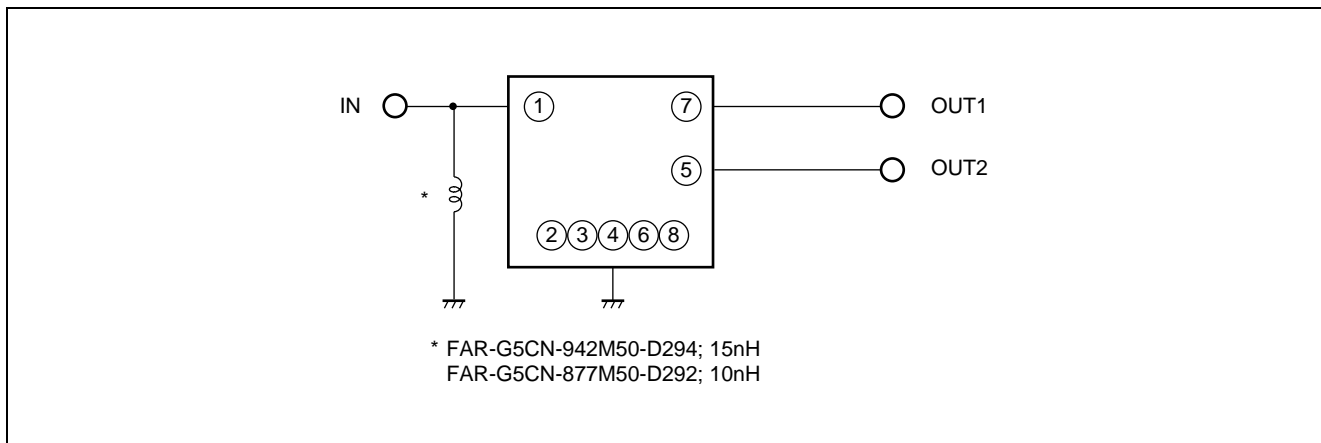 IN ① ⑦ OUT1
⑤ OUT2
*
② ③ ④ ⑥ ⑧
* FAR-G5CN-942M50-D294; 15nH
FAR-G5CN-877M50-D292; 10nH